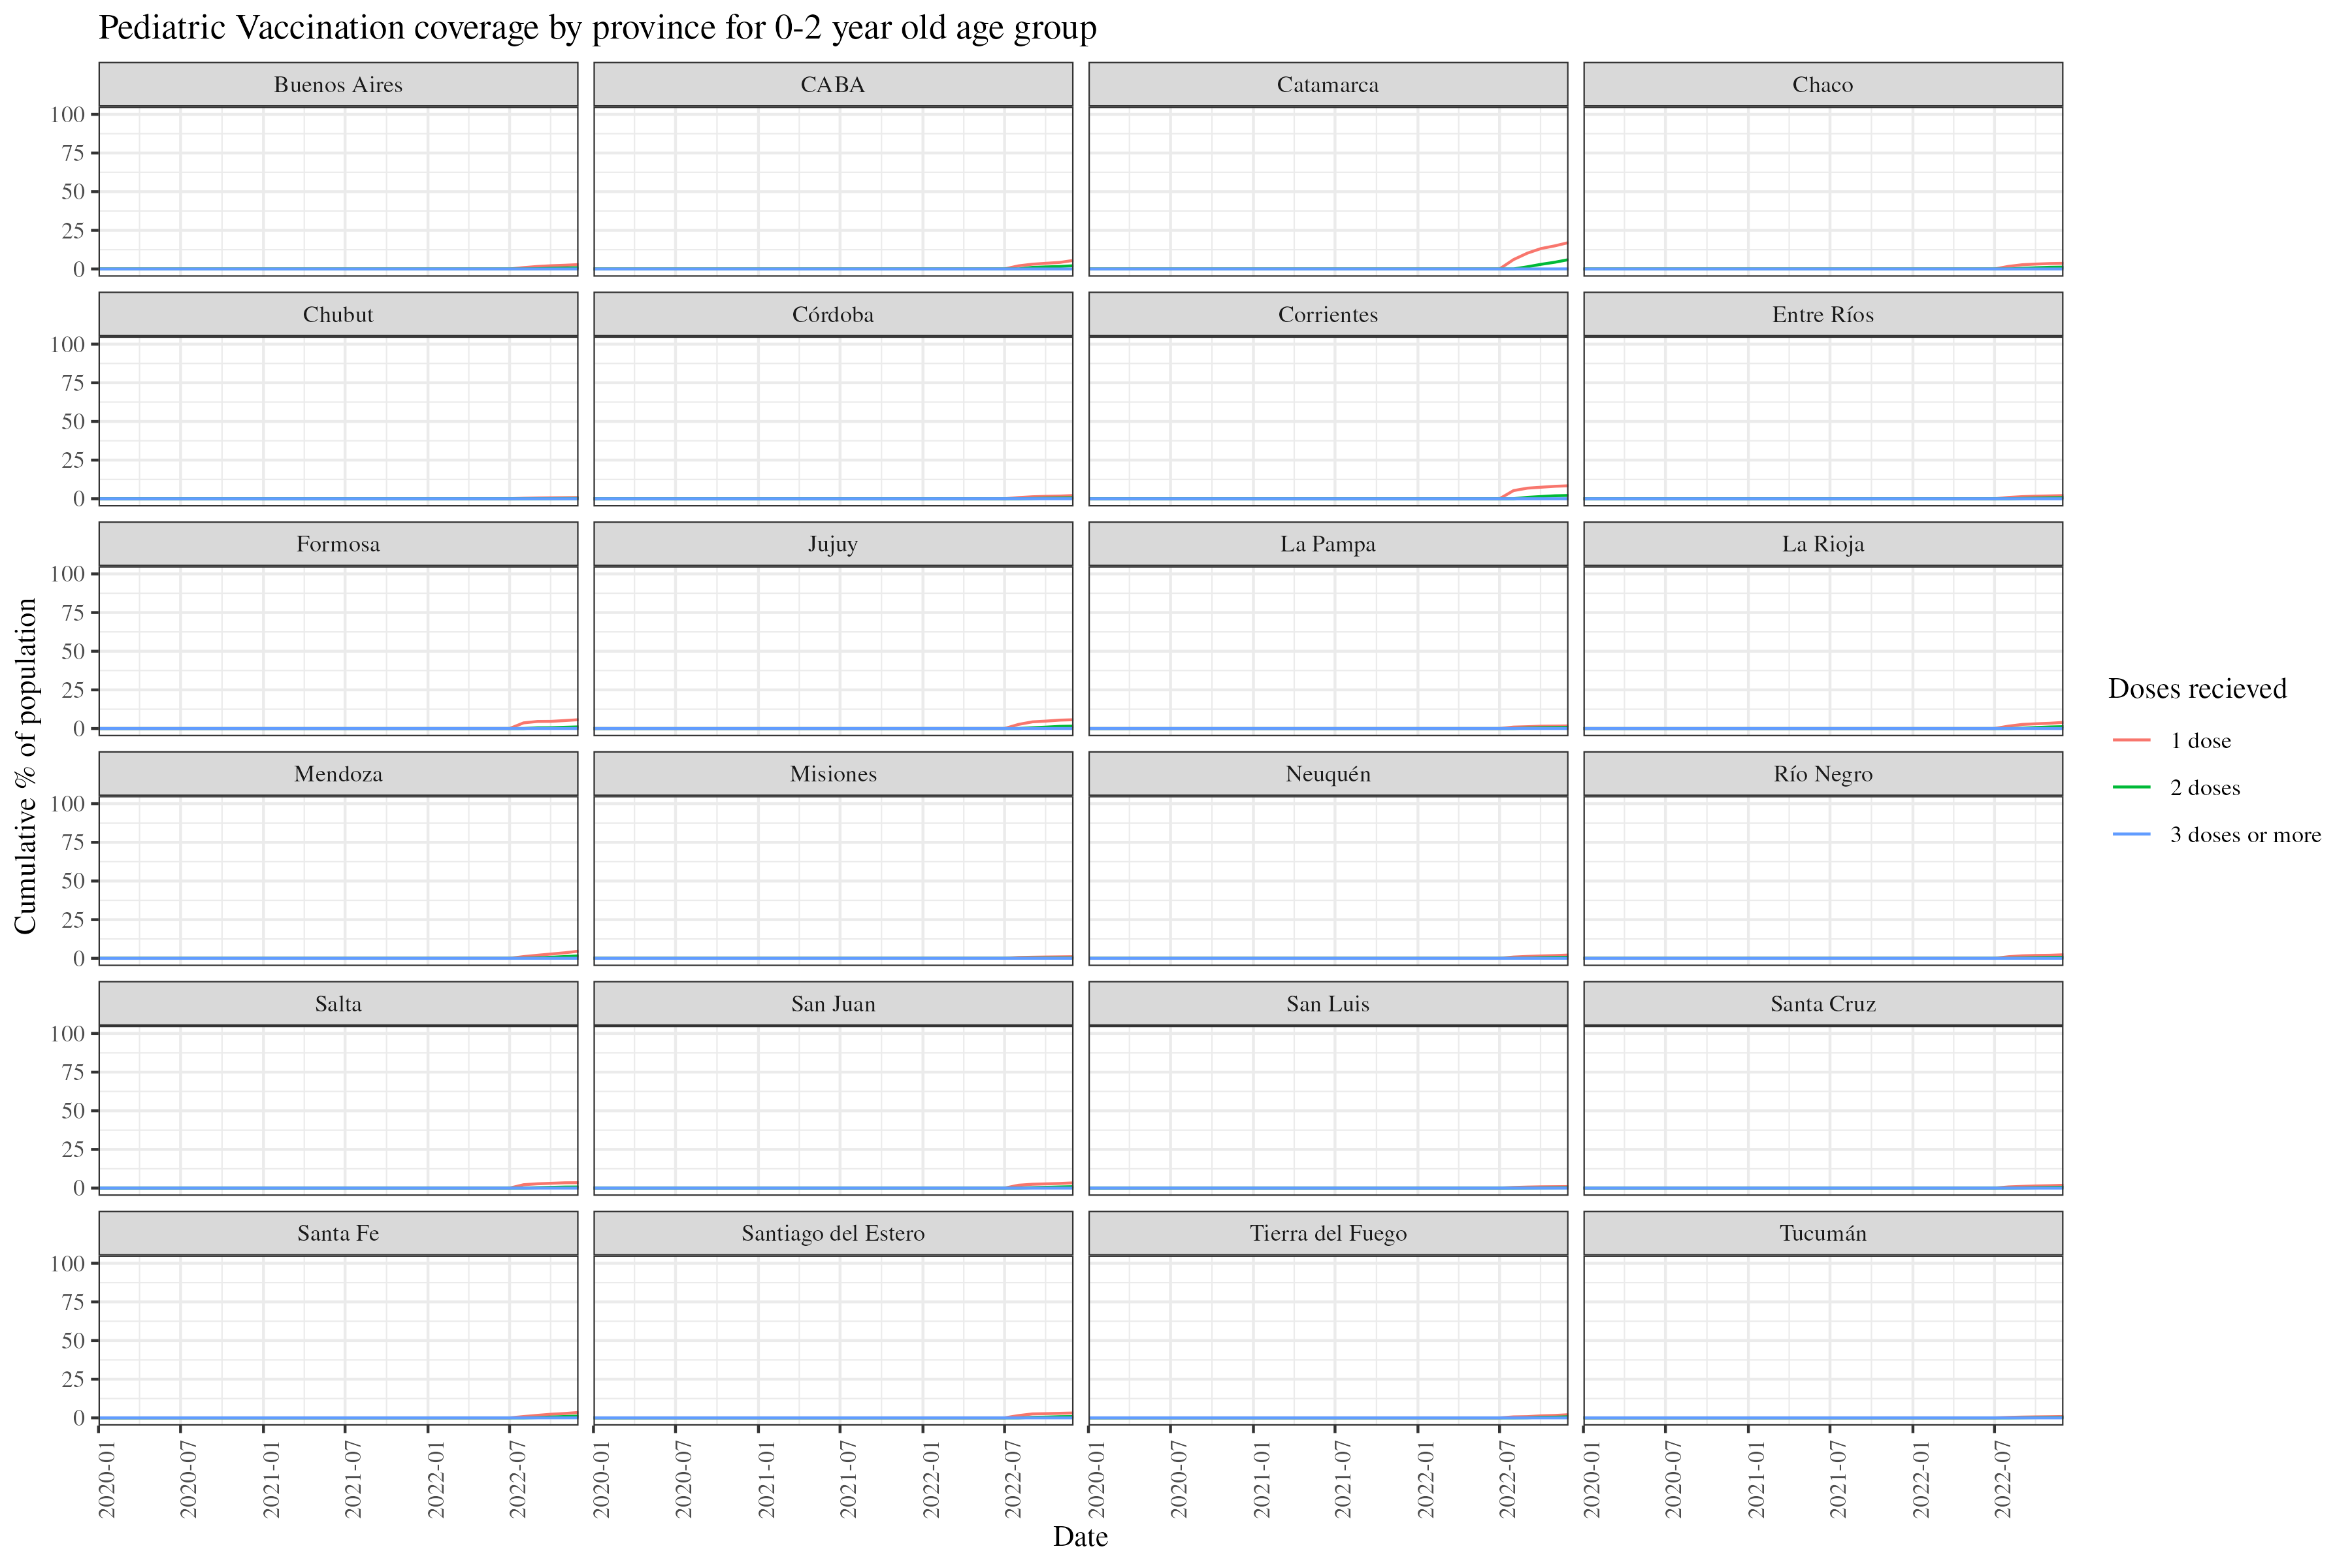 Pediatric Vaccination coverage by province for 0-2 year old age group
Buenos Aires
CABA
Catamarca
Chaco
100
75
50
25
0
Chubut
Córdoba
Corrientes
Entre Ríos
100
75
50
25
0
Formosa
Jujuy
La Pampa
La Rioja
100
75
50
25
0
Mendoza
Misiones
Neuquén
Río Negro
100
75
50
25
0
Salta
San Juan
San Luis
Santa Cruz
100
75
50
25
0
Santa Fe
Santiago del Estero
Tierra del Fuego
Tucumán
100
75
50
25
0
2020-01
2020-07
2021-01
2021-07
2022-01
2022-07
2020-01
2020-07
2021-01
2021-07
2022-01
2022-07
2020-01
2020-07
2021-01
2021-07
2022-01
2022-07
2020-01
2020-07
2021-01
2021-07
2022-01
2022-07
Date
Cumulative % of population
Doses recieved
1 dose
2 doses
3 doses or more